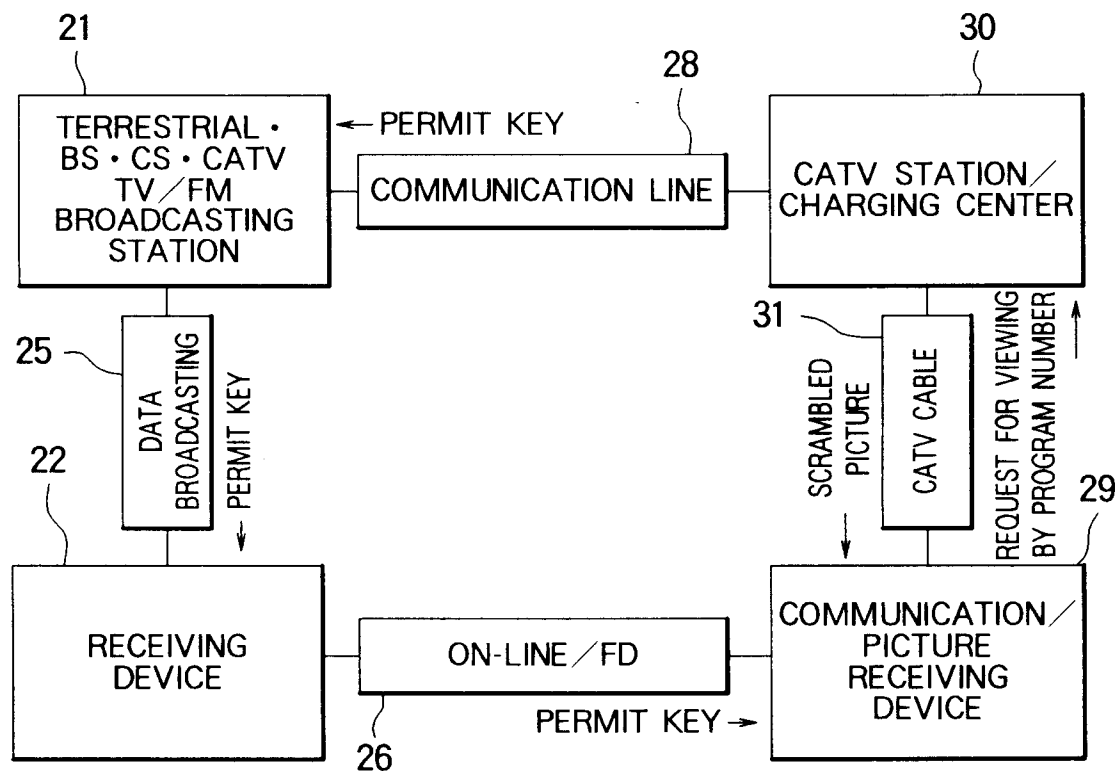 21
30
28
TERRESTRIAL・
BS・CS・CATV
TV/FM
BROADCASTING
STATION
← PERMIT KEY
COMMUNICATION LINE
CATV STATION/
CHARGING CENTER
25
DATA
BROADCASTING
PERMIT KEY →
31
SCRAMBLED
PICTURE
CATV CABLE
REQUEST FOR VIEWING
BY PROGRAM NUMBER
22
29
RECEIVING
DEVICE
ON-LINE/FD
COMMUNICATION/
PICTURE
RECEIVING
DEVICE
26
PERMIT KEY →